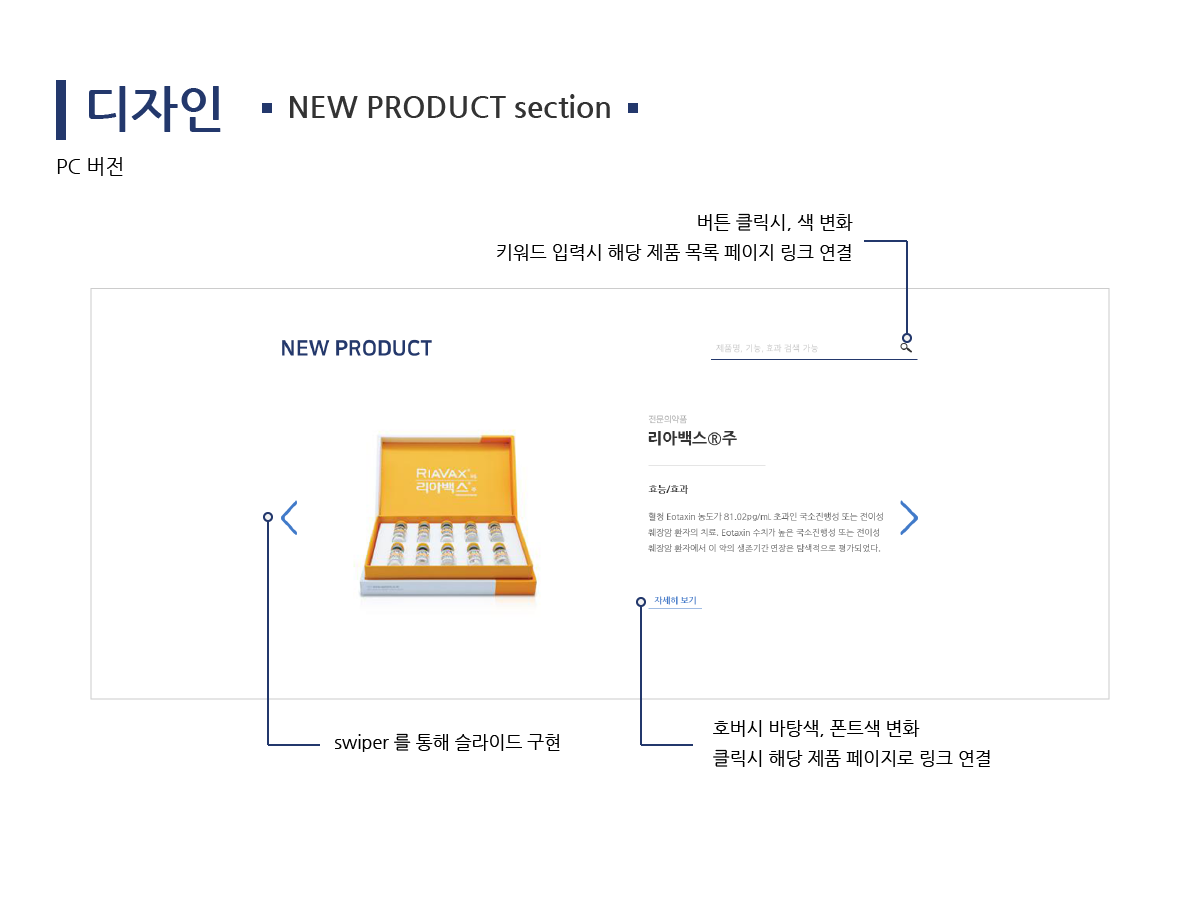 디자인
NEW PRODUCT section
PC 버전
버튼 클릭시, 색 변화
키워드 입력시 해당 제품 목록 페이지 링크 연결
NEW PRODUCT
제품명, 기능, 효과 검색 가능
전문의약품
리아백스®주
RIAVAX
리아백스
효능/효과
혈청 Eotaxin 농도가 81.02pg/mL 초과인 국소진행성 또는 전이성
췌장암 환자의 치료. Eotaxin 수치가 높은 국소진행성 또는 전이성
췌장암 환자에서 이 약의 생존기간 연장은 탐색적으로 평가되었다.
자세히 보기
swiper 를 통해 슬라이드 구현
호버시 바탕색, 폰트색 변화
클릭시 해당 제품 페이지로 링크 연결